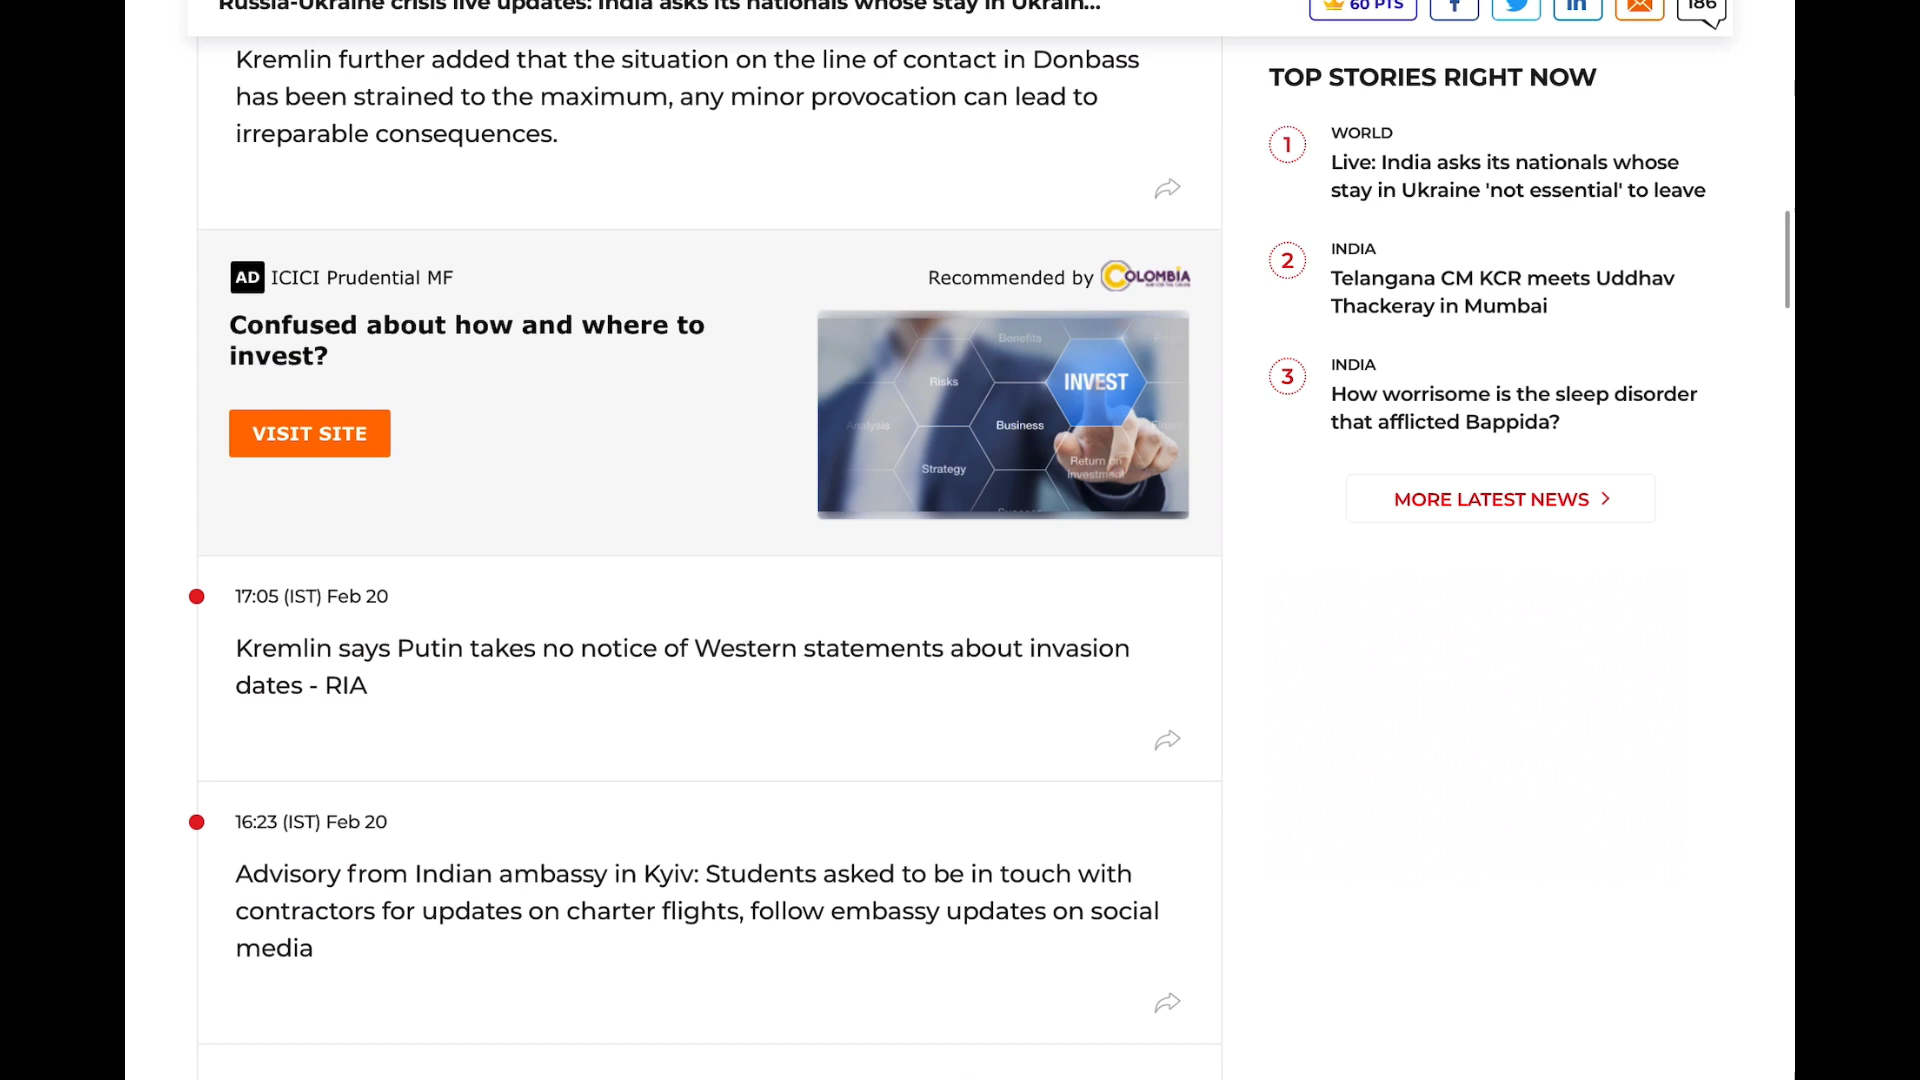 Russia-Ukraine crisis live updates: India asks its nationals whose stay in Ukrain...
60 PTS
186
Kremlin further added that the situation on the line of contact in Donbass
has been strained to the maximum, any minor provocation can lead to
irreparable consequences.
AD ICICI Prudential MF
Recommended by COLOMBIA
Confused about how and where to
invest?
VISIT SITE
Benefits
Risks
INVEST
Analysis
Business
Strategy
Return on
Investment
17:05 (IST) Feb 20
Kremlin says Putin takes no notice of Western statements about invasion
dates - RIA
16:23 (IST) Feb 20
Advisory from Indian ambassy in Kyiv: Students asked to be in touch with
contractors for updates on charter flights, follow embassy updates on social
media
TOP STORIES RIGHT NOW
1
WORLD
Live: India asks its nationals whose
stay in Ukraine 'not essential' to leave
2
INDIA
Telangana CM KCR meets Uddhav
Thackeray in Mumbai
3
INDIA
How worrisome is the sleep disorder
that afflicted Bappida?
MORE LATEST NEWS